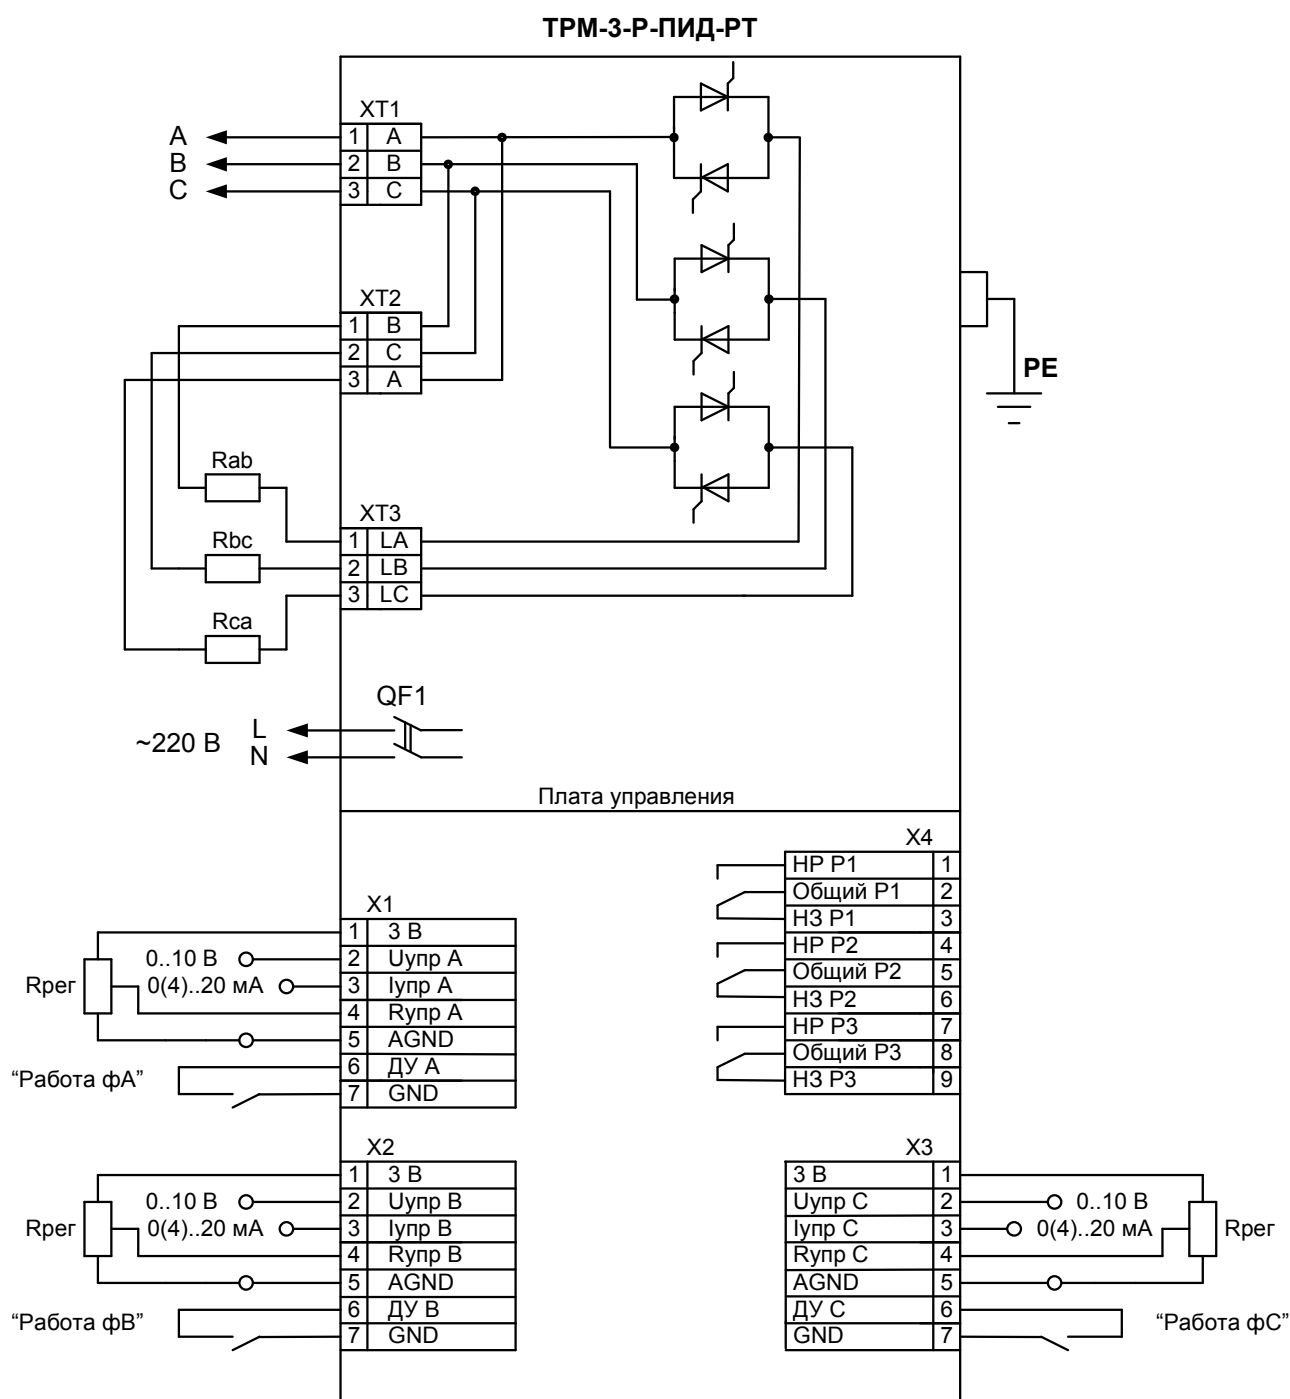 ТРМ-3-Р-ПИД-РТ
XT1
A 1 A
B 2 B
C 3 C
XT2
1 B
2 C
3 A
PE
Rab
XT3
1 LA
Rbc
2 LB
3 LC
Rca
QF1
~220 В
L
N
Плата управления
X4
НР Р1 1
Общий Р1 2
НЗ Р1 3
НР Р2 4
Общий Р2 5
НЗ Р2 6
НР Р3 7
Общий Р3 8
НЗ Р3 9
X1
1 3 В
0..10 В 2 Uупр А
Rрег 0(4)..20 мА 3 Iупр А
4 Rупр А
5 AGND
“Работа фА” 6 ДУ А
7 GND
X2
1 3 В
0..10 В 2 Uупр В
Rрег 0(4)..20 мА 3 Iупр В
4 Rупр В
5 AGND
“Работа фВ” 6 ДУ В
7 GND
X3
3 В 1
Uупр С 2 0..10 В
Iупр С 3 0(4)..20 мА Rрег
Rупр С 4
AGND 5
ДУ С 6 “Работа фС”
GND 7